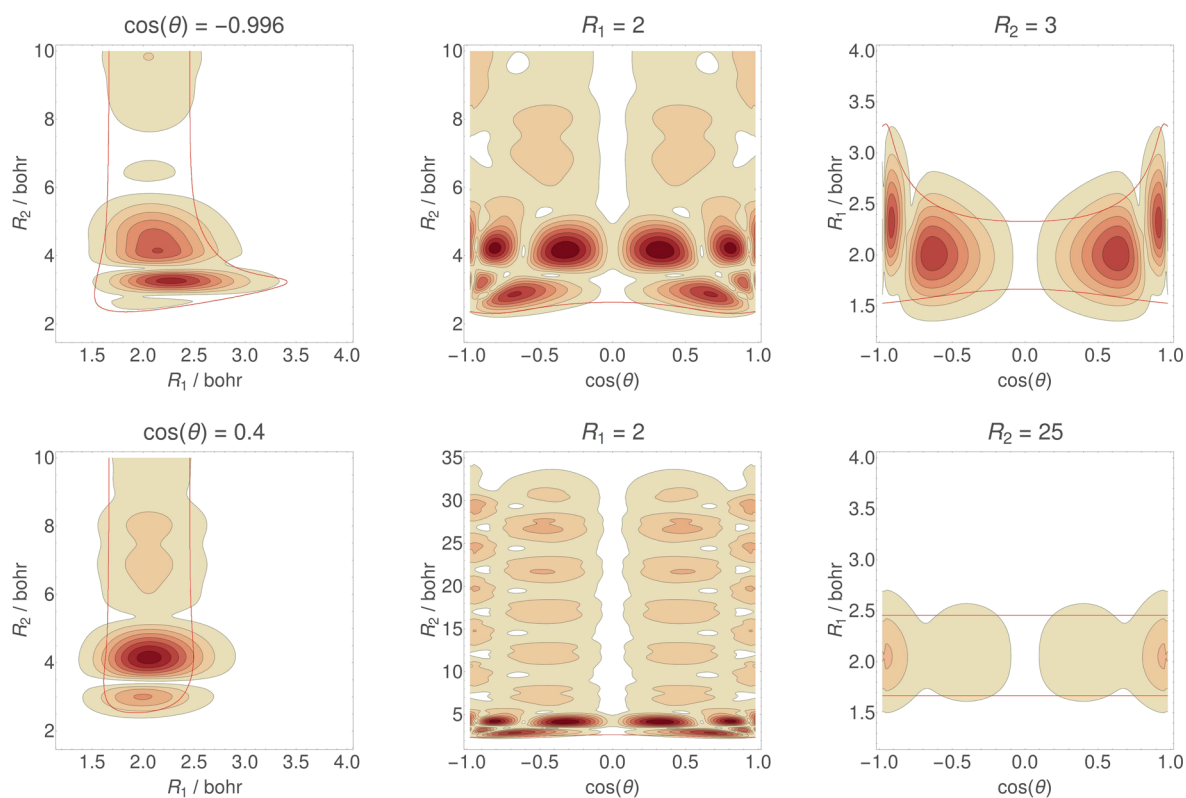 cos(θ) = −0.996
R1 = 2
R2 = 3
10
8
6
4
2
R2 / bohr
1.5 2.0 2.5 3.0 3.5 4.0
R1 / bohr
10
8
6
4
2
R2 / bohr
−1.0 −0.5 0.0 0.5 1.0
cos(θ)
4.0
3.5
3.0
2.5
2.0
1.5
R1 / bohr
−1.0 −0.5 0.0 0.5 1.0
cos(θ)
cos(θ) = 0.4
R1 = 2
R2 = 25
10
8
6
4
2
R2 / bohr
1.5 2.0 2.5 3.0 3.5 4.0
R1 / bohr
35
30
25
20
15
10
5
R2 / bohr
−1.0 −0.5 0.0 0.5 1.0
cos(θ)
4.0
3.5
3.0
2.5
2.0
1.5
R1 / bohr
−1.0 −0.5 0.0 0.5 1.0
cos(θ)